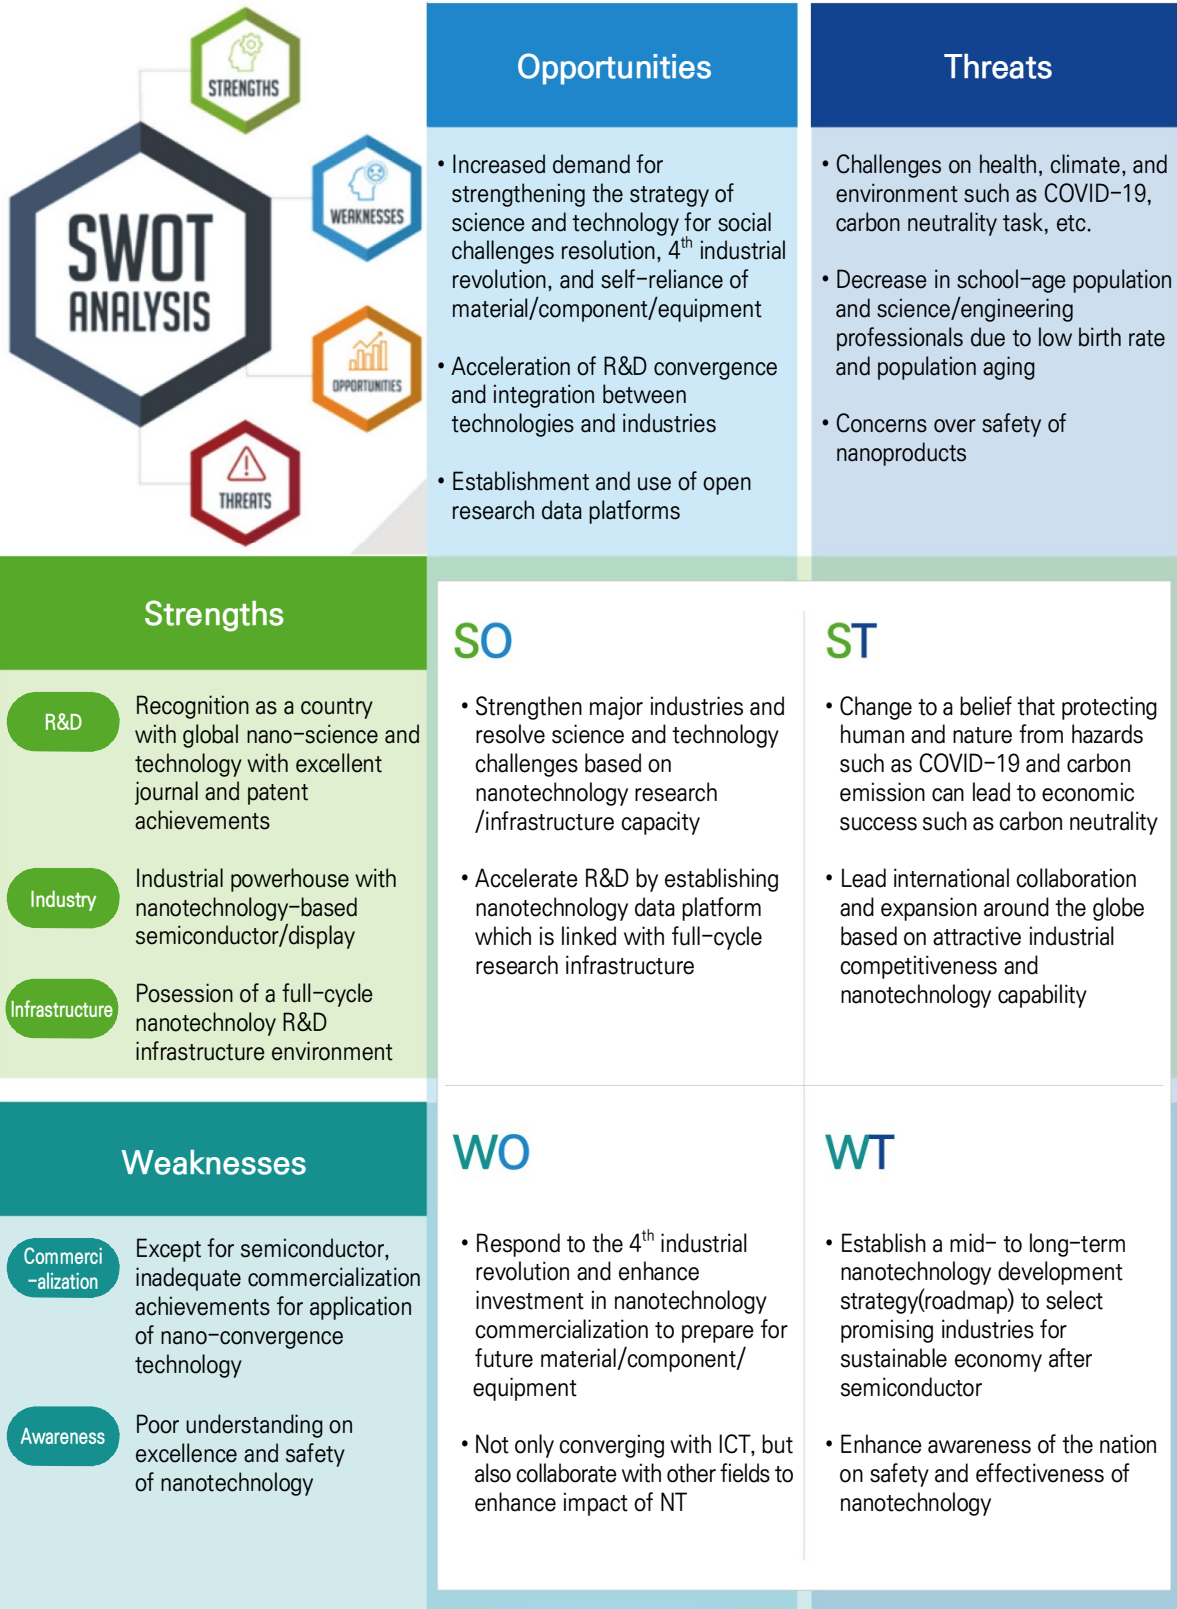 STRENGTHS
WEAKNESSES
SWOT
ANALYSIS
OPPORTUNITIES
THREATS
Opportunities
• Increased demand for
strengthening the strategy of
science and technology for social
challenges resolution, 4th industrial
revolution, and self-reliance of
material/component/equipment
• Acceleration of R&D convergence
and integration between
technologies and industries
• Establishment and use of open
research data platforms
Threats
• Challenges on health, climate, and
environment such as COVID-19,
carbon neutrality task, etc.
• Decrease in school-age population
and science/engineering
professionals due to low birth rate
and population aging
• Concerns over safety of
nanoproducts
Strengths
R&D
Recognition as a country
with global nano-science and
technology with excellent
journal and patent
achievements
Industry
Industrial powerhouse with
nanotechnology-based
semiconductor/display
Infrastructure
Posession of a full-cycle
nanotechnoloy R&D
infrastructure environment
SO
• Strengthen major industries and
resolve science and technology
challenges based on
nanotechnology research
/infrastructure capacity
• Accelerate R&D by establishing
nanotechnology data platform
which is linked with full-cycle
research infrastructure
ST
• Change to a belief that protecting
human and nature from hazards
such as COVID-19 and carbon
emission can lead to economic
success such as carbon neutrality
• Lead international collaboration
and expansion around the globe
based on attractive industrial
competitiveness and
nanotechnology capability
Weaknesses
Commerci
-alization
Except for semiconductor,
inadequate commercialization
achievements for application
of nano-convergence
technology
Awareness
Poor understanding on
excellence and safety
of nanotechnology
WO
• Respond to the 4th industrial
revolution and enhance
investment in nanotechnology
commercialization to prepare for
future material/component/
equipment
• Not only converging with ICT, but
also collaborate with other fields to
enhance impact of NT
WT
• Establish a mid- to long-term
nanotechnology development
strategy(roadmap) to select
promising industries for
sustainable economy after
semiconductor
• Enhance awareness of the nation
on safety and effectiveness of
nanotechnology